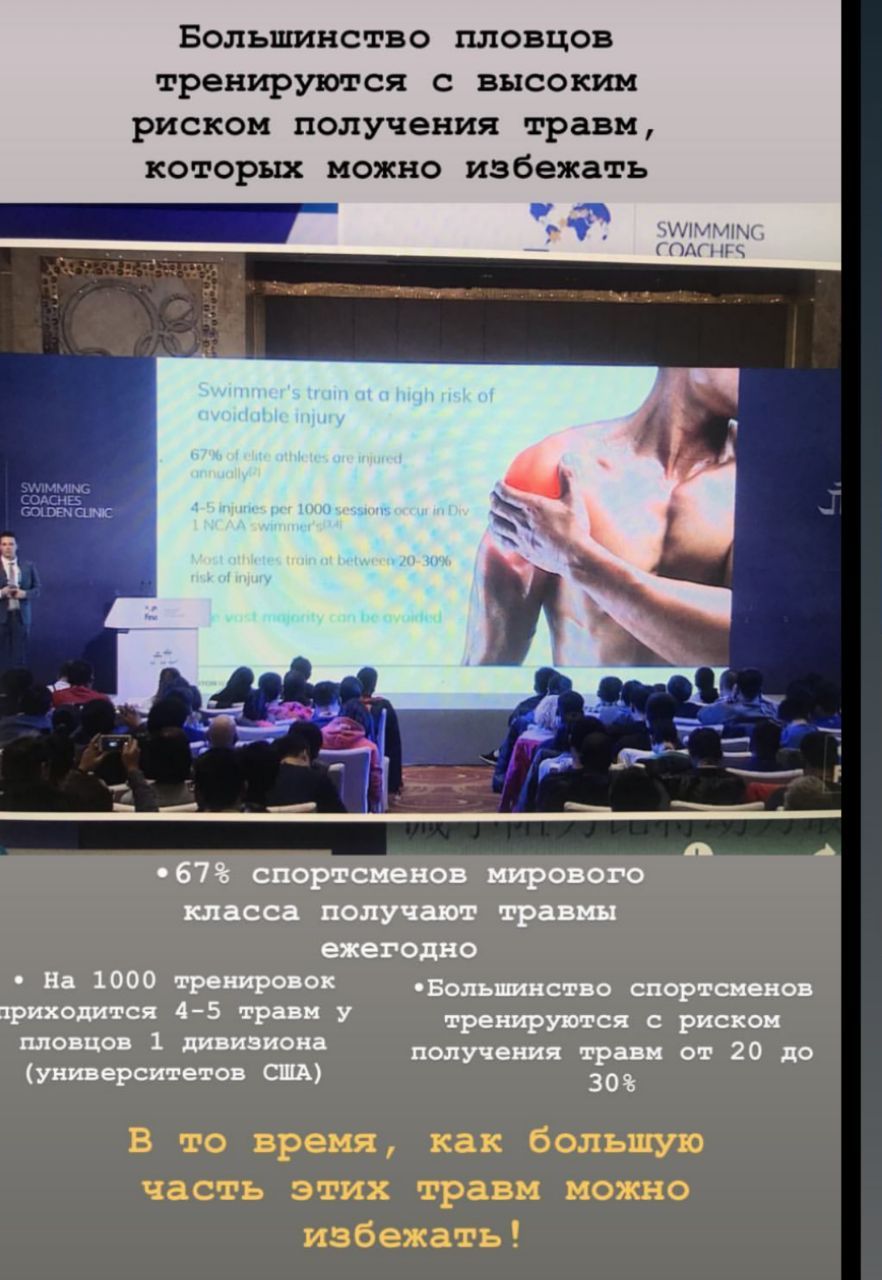 Большинство пловцов
тренируются с высоким
риском получения травм,
которых можно избежать
SWIMMING
COACHES
Swimmer's train at a high risk of
avoidable injury
67% of elite athletes are injured
annually[2]
4-5 injuries per 1000 sessions occur in Div
1 NCAA swimmer's[3,4]
Most athletes train at between 20-30%
risk of injury
vast majority can be avoided
SWIMMING
COACHES
GOLDEN CLINIC
fina
•67% спортсменов мирового
класса получают травмы
ежегодно
• На 1000 тренировок
приходится 4-5 травм у
пловцов 1 дивизиона
(университетов США)
•Большинство спортсменов
тренируются с риском
получения травм от 20 до
30%
В то время, как большую
часть этих травм можно
избежать!